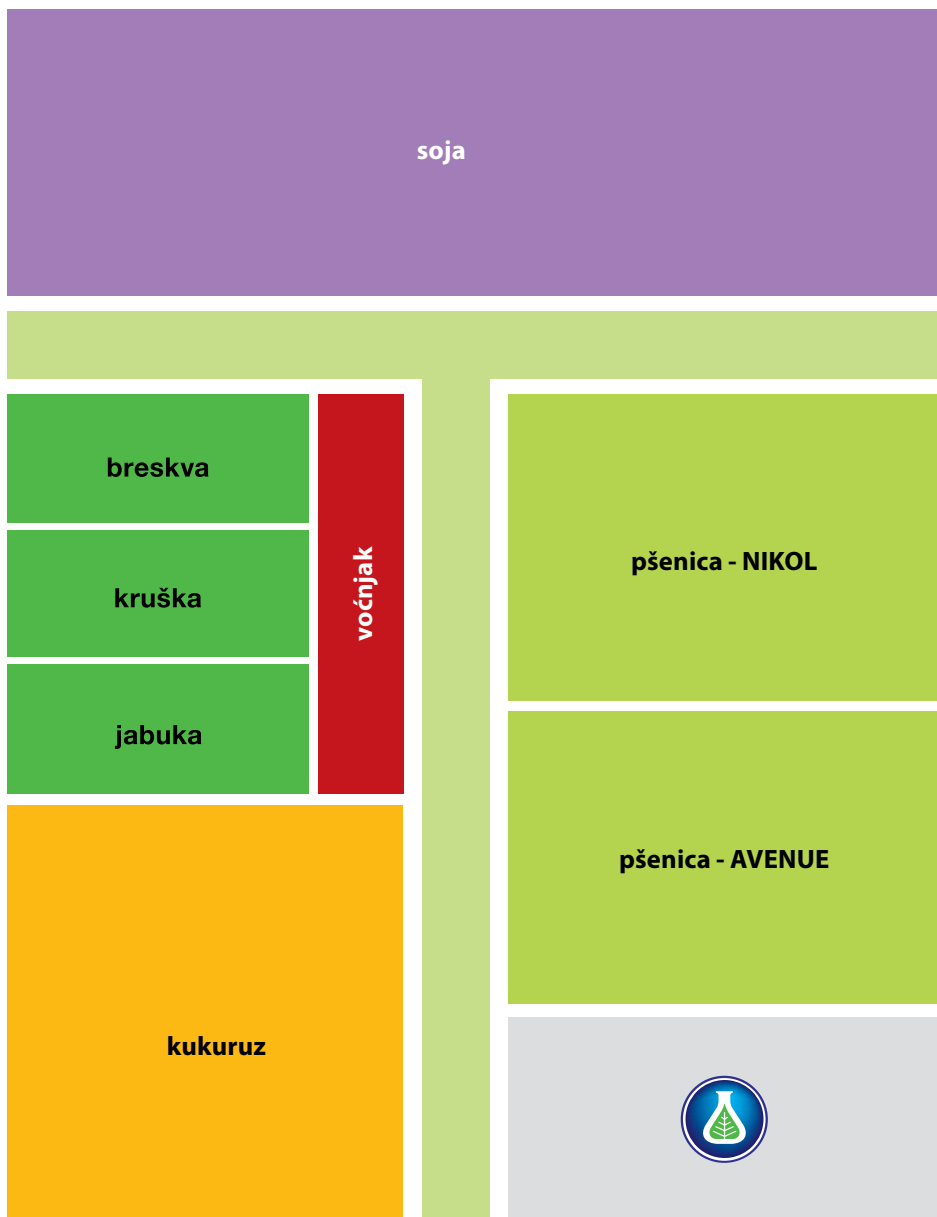 soja
breskva
kruška
jabuka
voćnjak
pšenica - NIKOL
pšenica - AVENUE
kukuruz